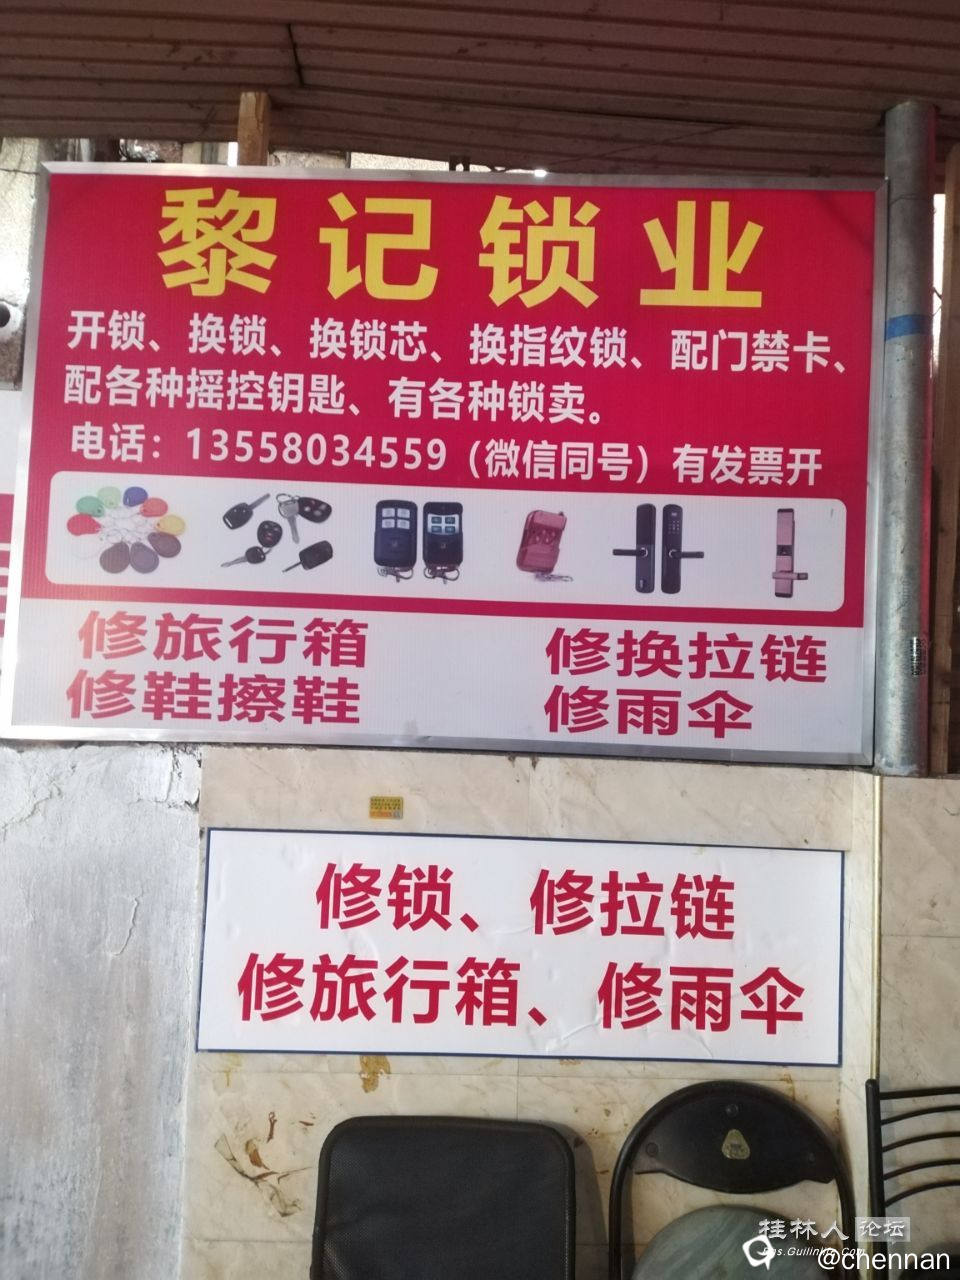 黎记锁业
开锁、换锁、换锁芯、换指纹锁、配门禁卡、
配各种摇控钥匙、有各种锁卖。
电话：13558034559（微信同号）有发票开
修旅行箱 修换拉链
修鞋擦鞋 修雨伞
修锁、修拉链
修旅行箱、修雨伞
桂林人论坛
@chennan